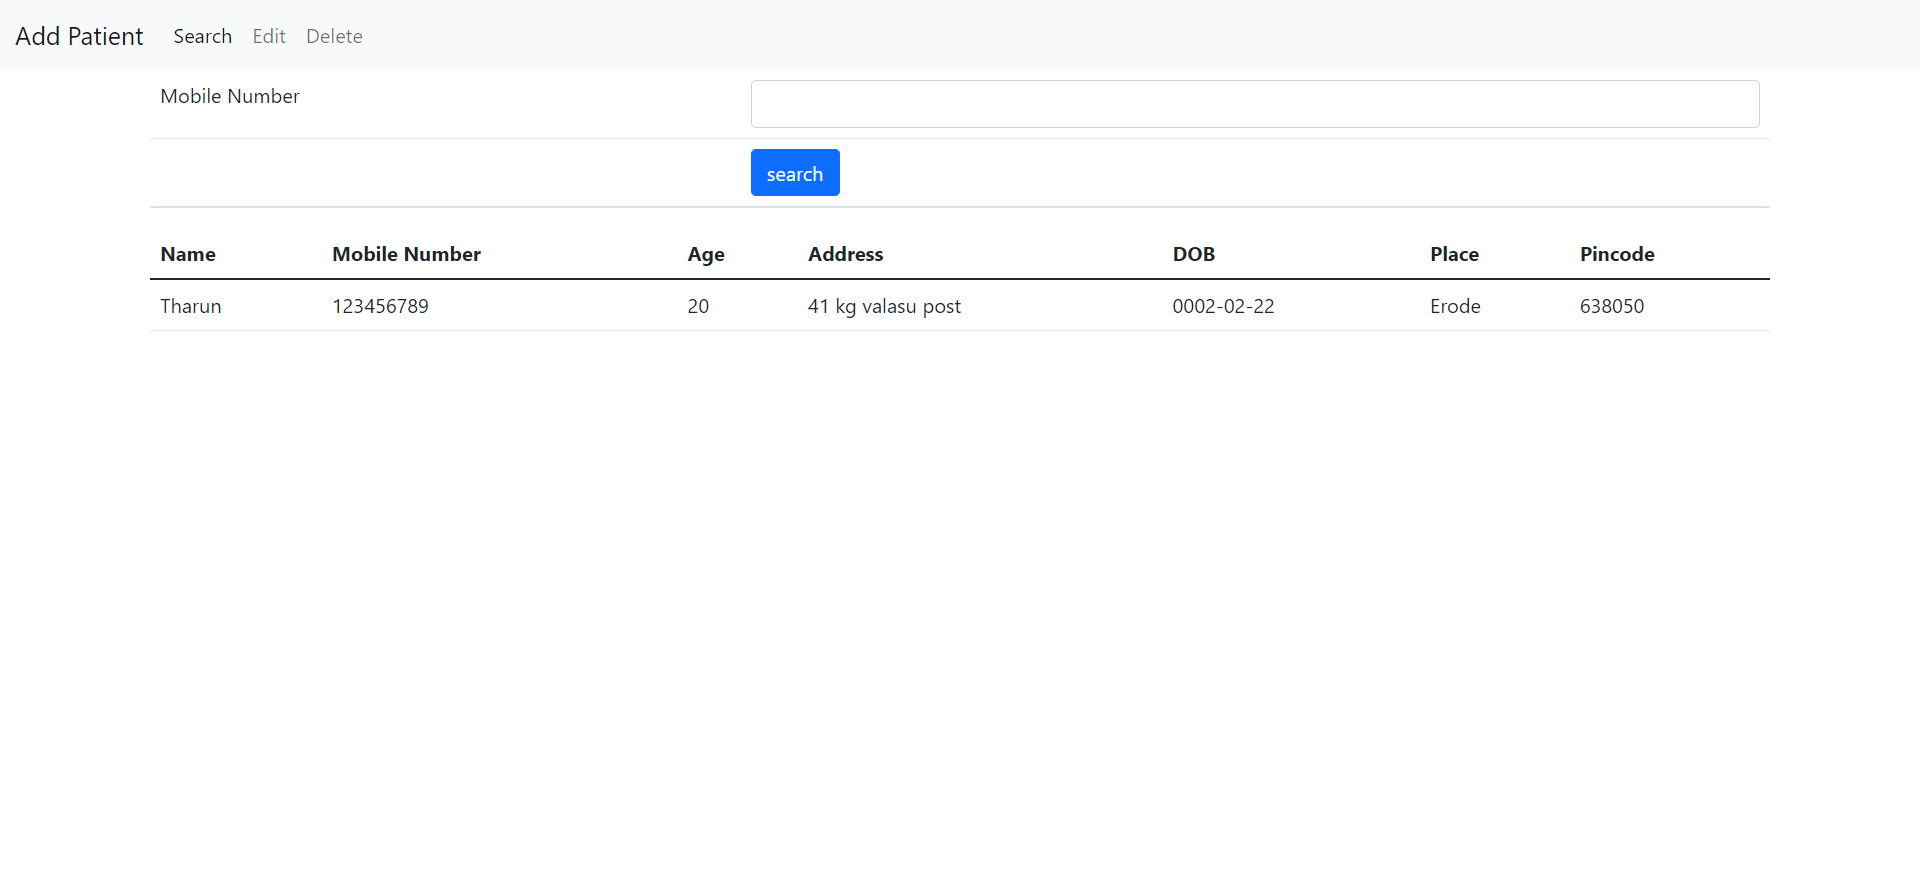 Add Patient Search Edit Delete
Mobile Number
search
Name Mobile Number Age Address DOB Place Pincode
Tharun 123456789 20 41 kg valasu post 0002-02-22 Erode 638050